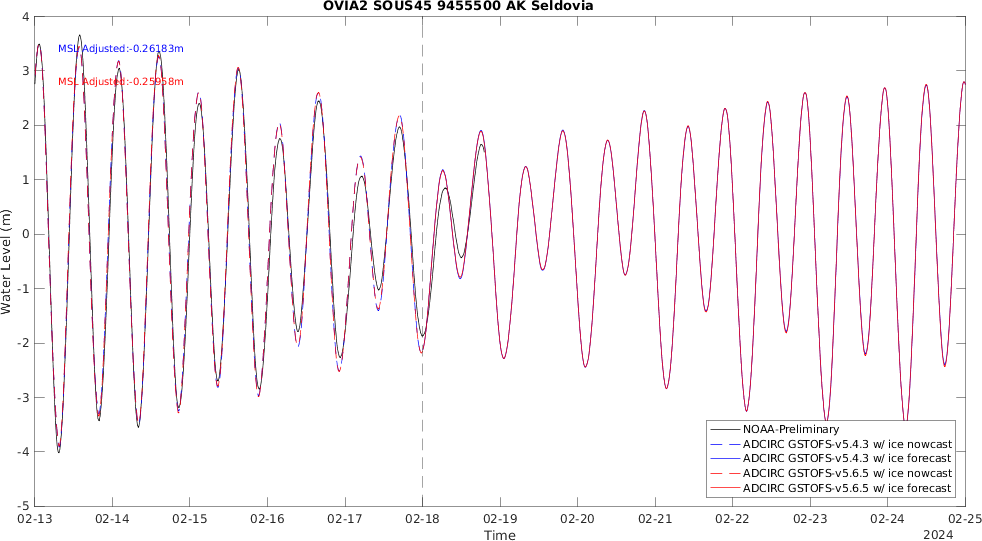 OVIA2 SOUS45 9455500 AK Seldovia
MSL Adjusted:-0.26183m
MSL Adjusted:-0.25958m
Water Level (m)
4
3
2
1
0
-1
-2
-3
-4
-5
NOAA-Preliminary
ADCIRC GSTOFS-v5.4.3 w/ ice nowcast
ADCIRC GSTOFS-v5.4.3 w/ ice forecast
ADCIRC GSTOFS-v5.6.5 w/ ice nowcast
ADCIRC GSTOFS-v5.6.5 w/ ice forecast
02-13 02-14 02-15 02-16 02-17 02-18 02-19 02-20 02-21 02-22 02-23 02-24 02-25
Time
2024